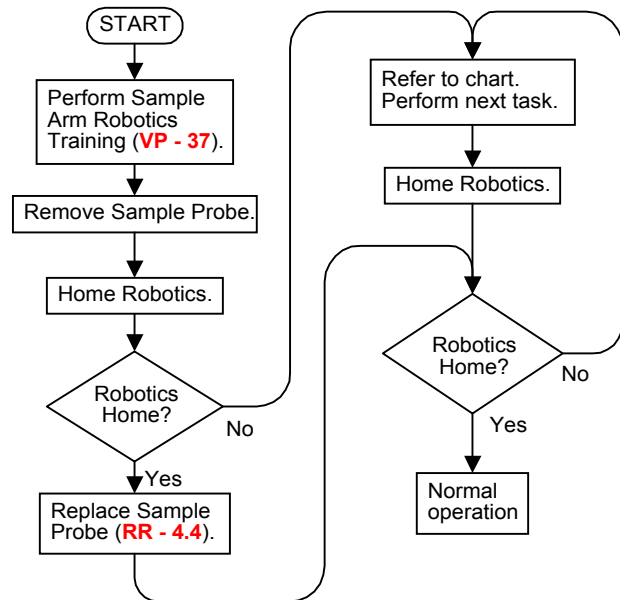 START
Perform Sample
Arm Robotics
Training (VP - 37).
Remove Sample Probe.
Home Robotics.
Robotics
Home?
No
Yes
Replace Sample
Probe (RR - 4.4).
Refer to chart.
Perform next task.
Home Robotics.
Robotics
Home?
No
Yes
Normal
operation